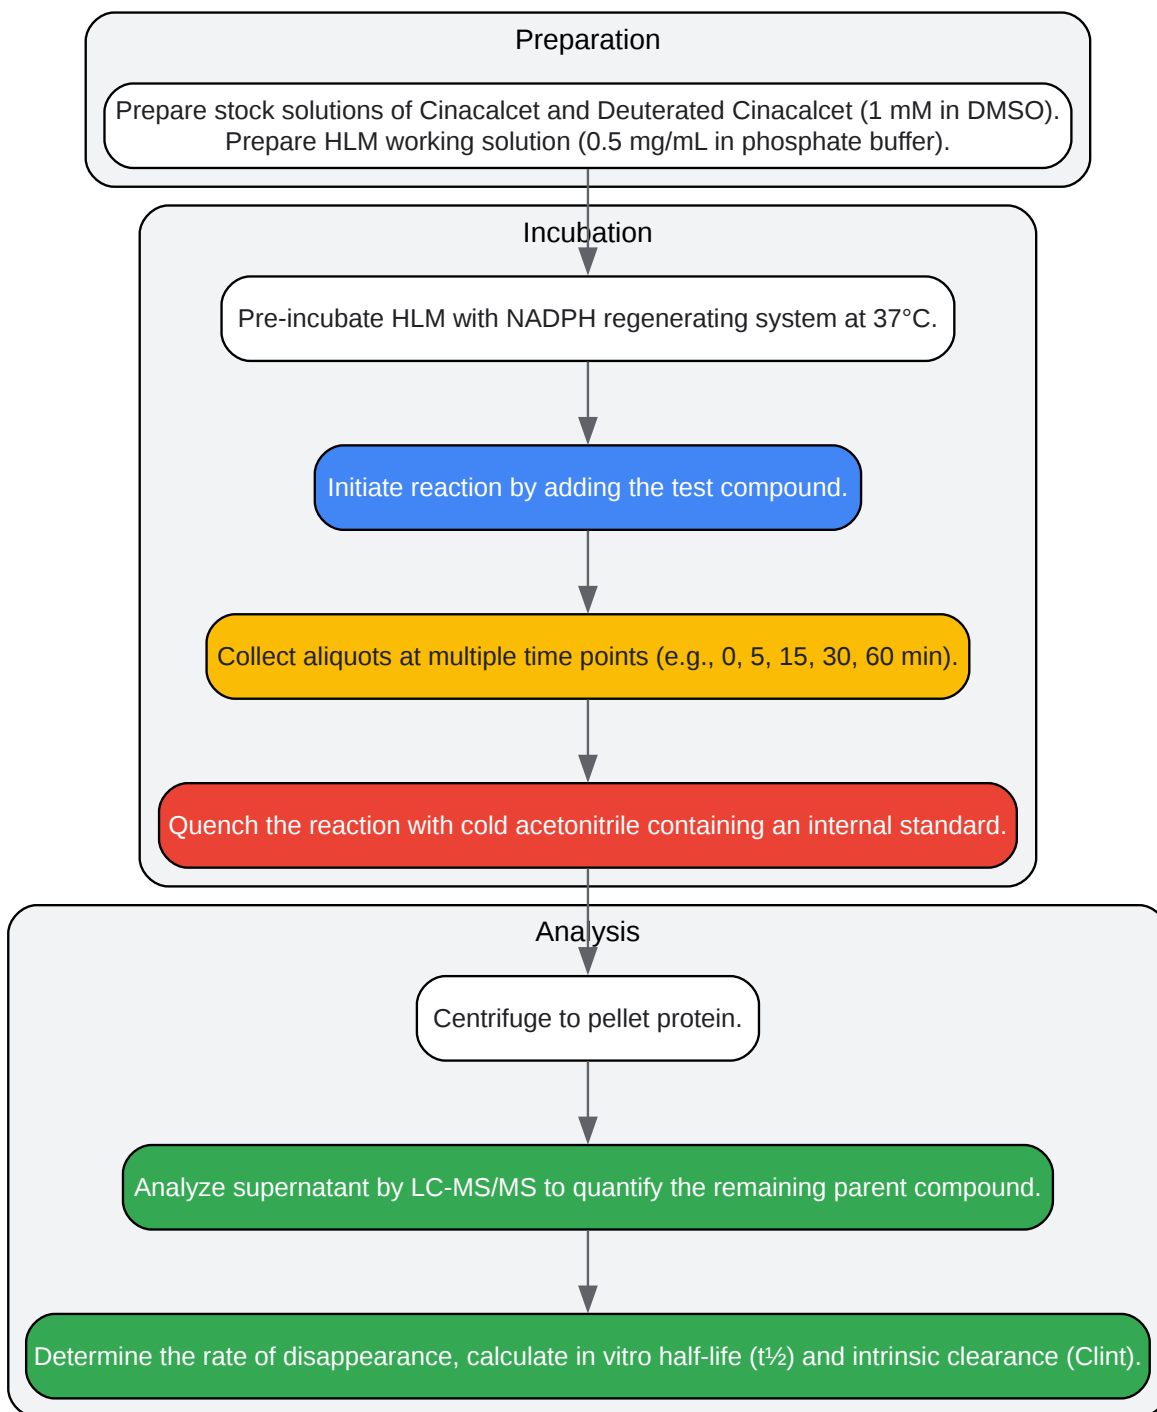 Preparation
Prepare stock solutions of Cinacalcet and Deuterated Cinacalcet (1 mM in DMSO).
Prepare HLM working solution (0.5 mg/mL in phosphate buffer).
Incubation
Pre-incubate HLM with NADPH regenerating system at 37°C.
Initiate reaction by adding the test compound.
Collect aliquots at multiple time points (e.g., 0, 5, 15, 30, 60 min).
Quench the reaction with cold acetonitrile containing an internal standard.
Analysis
Centrifuge to pellet protein.
Analyze supernatant by LC-MS/MS to quantify the remaining parent compound.
Determine the rate of disappearance, calculate in vitro half-life (t½) and intrinsic clearance (Clint).